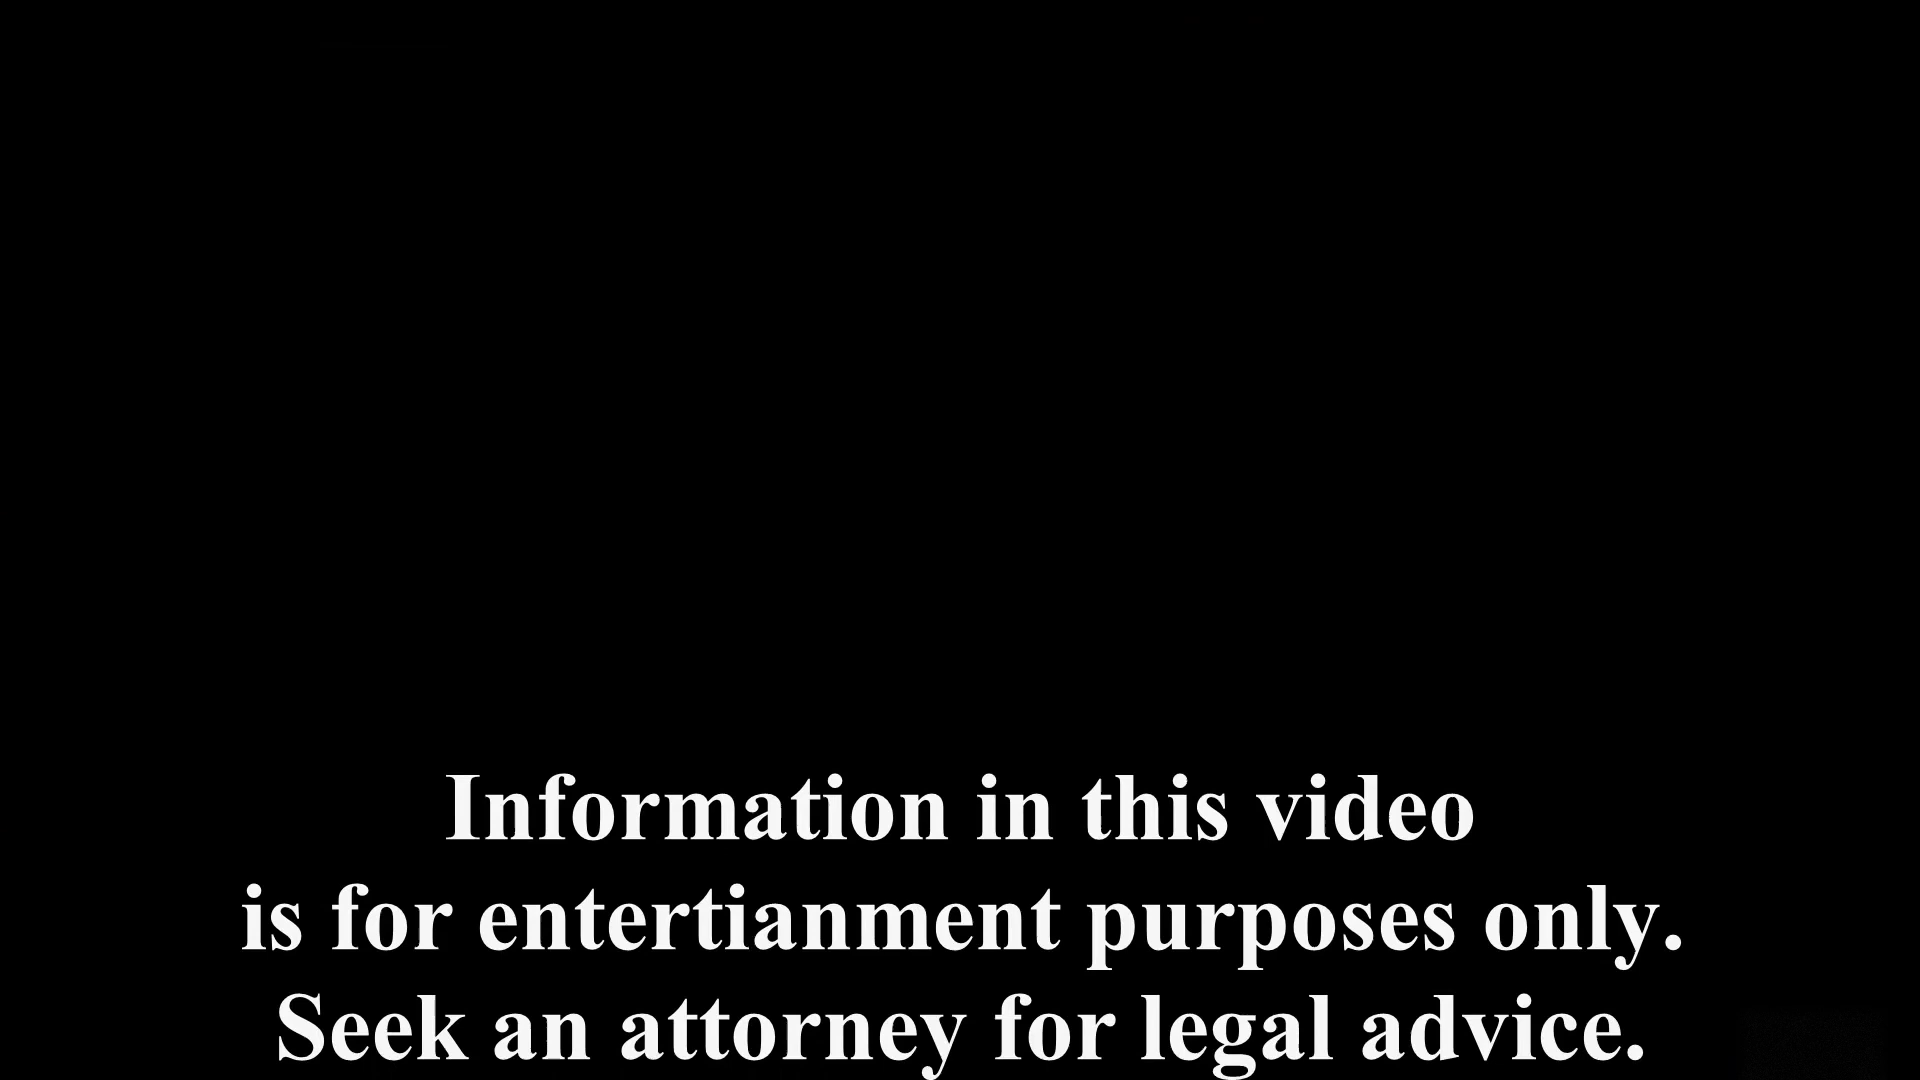 Information in this video
is for entertianment purposes only.
Seek an attorney for legal advice.